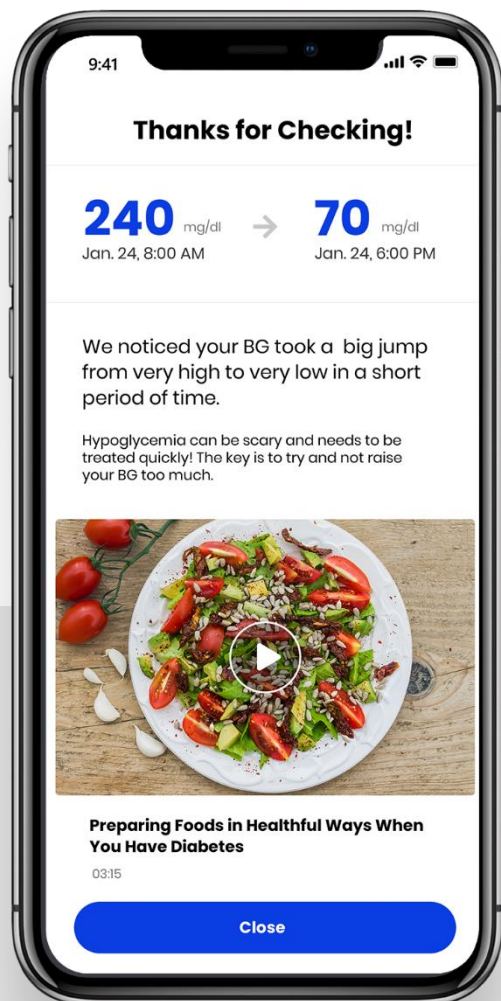 9:41
Thanks for Checking!
240 mg/dl 70 mg/dl
Jan. 24, 8:00 AM Jan. 24, 6:00 PM
We noticed your BG took a big jump
from very high to very low in a short
period of time.
Hypoglycemia can be scary and needs to be
treated quickly! The key is to try and not raise
your BG too much.
Preparing Foods in Healthful Ways When
You Have Diabetes
03:15
Close